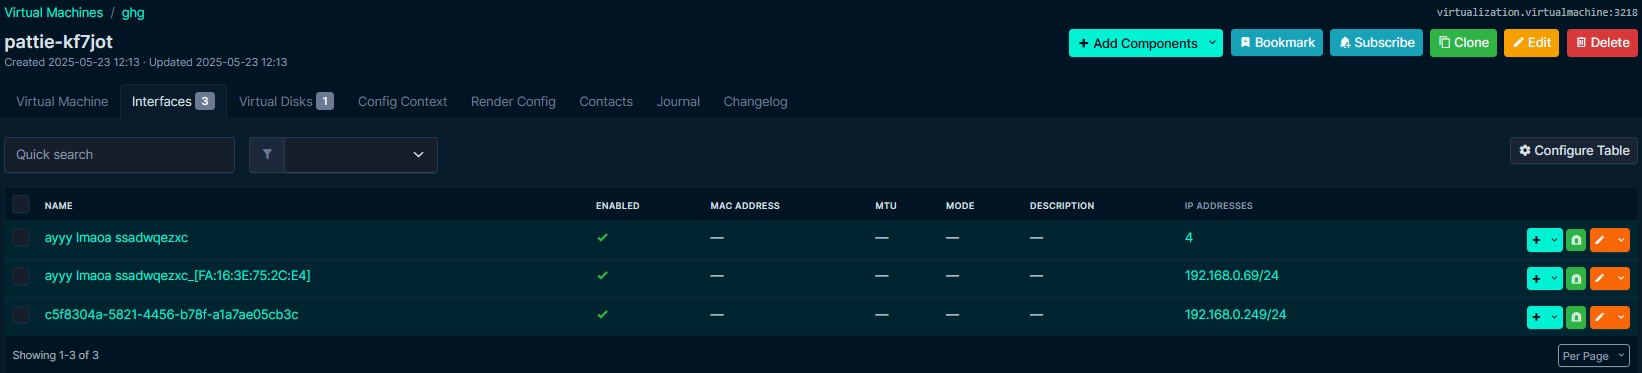 Virtual Machines / ghg
virtualization.virtualmachine:3218
pattie-kf7jot
Created 2025-05-23 12:13 · Updated 2025-05-23 12:13
+ Add Components Bookmark Subscribe Clone Edit Delete
Virtual Machine Interfaces 3 Virtual Disks 1 Config Context Render Config Contacts Journal Changelog
Quick search
Configure Table
NAME ENABLED MAC ADDRESS MTU MODE DESCRIPTION IP ADDRESSES
ayyy lmaoa ssadwqezxc — — — — 4
ayyy lmaoa ssadwqezxc_[FA:16:3E:75:2C:E4] — — — — 192.168.0.69/24
c5f8304a-5821-4456-b78f-a1a7ae05cb3c — — — — 192.168.0.249/24
Showing 1-3 of 3
Per Page